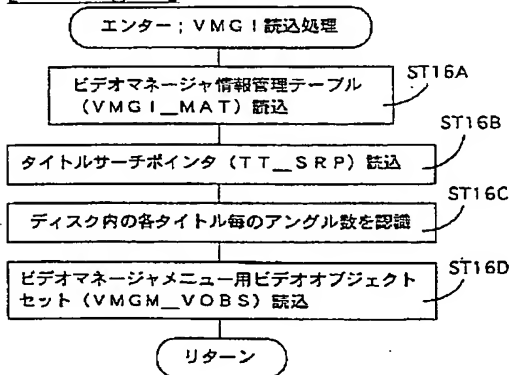 エンター；ＶＭＧＩ読込処理
ビデオマネージャ情報管理テーブル
（ＶＭＧＩ＿ＭＡＴ）読込
ST16A
タイトルサーチポインタ（ＴＴ＿ＳＲＰ）読込
ST16B
ディスク内の各タイトル毎のアングル数を認識
ST16C
ビデオマネージャメニュー用ビデオオブジェクト
セット（ＶＭＧＭ＿ＶＯＢＳ）読込
ST16D
リターン